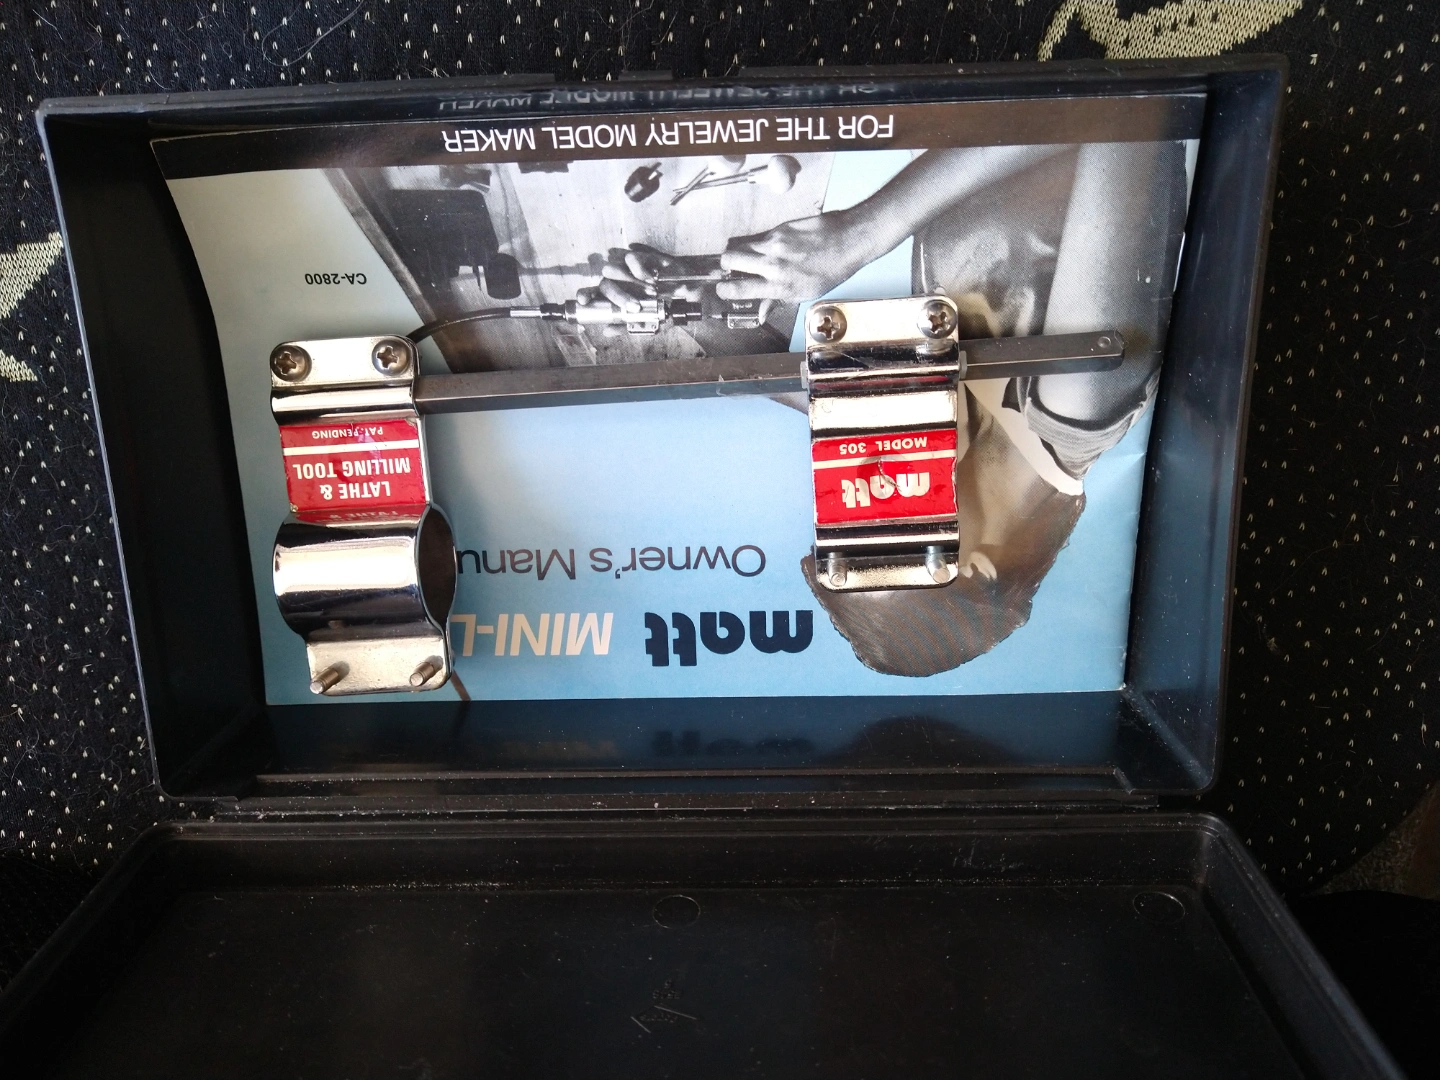 matt MINI-L
Owner's Manu
CA-2800
FOR THE JEWELRY MODEL MAKER
matt
MODEL 305
LATHE &
MILLING TOOL
PAT. PENDING